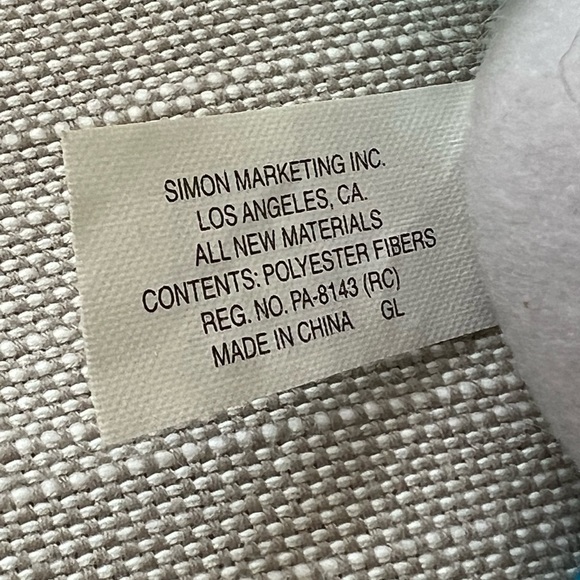 SIMON MARKETING INC.
LOS ANGELES, CA.
ALL NEW MATERIALS
CONTENTS: POLYESTER FIBERS
REG. NO. PA-8143 (RC)
MADE IN CHINA GL